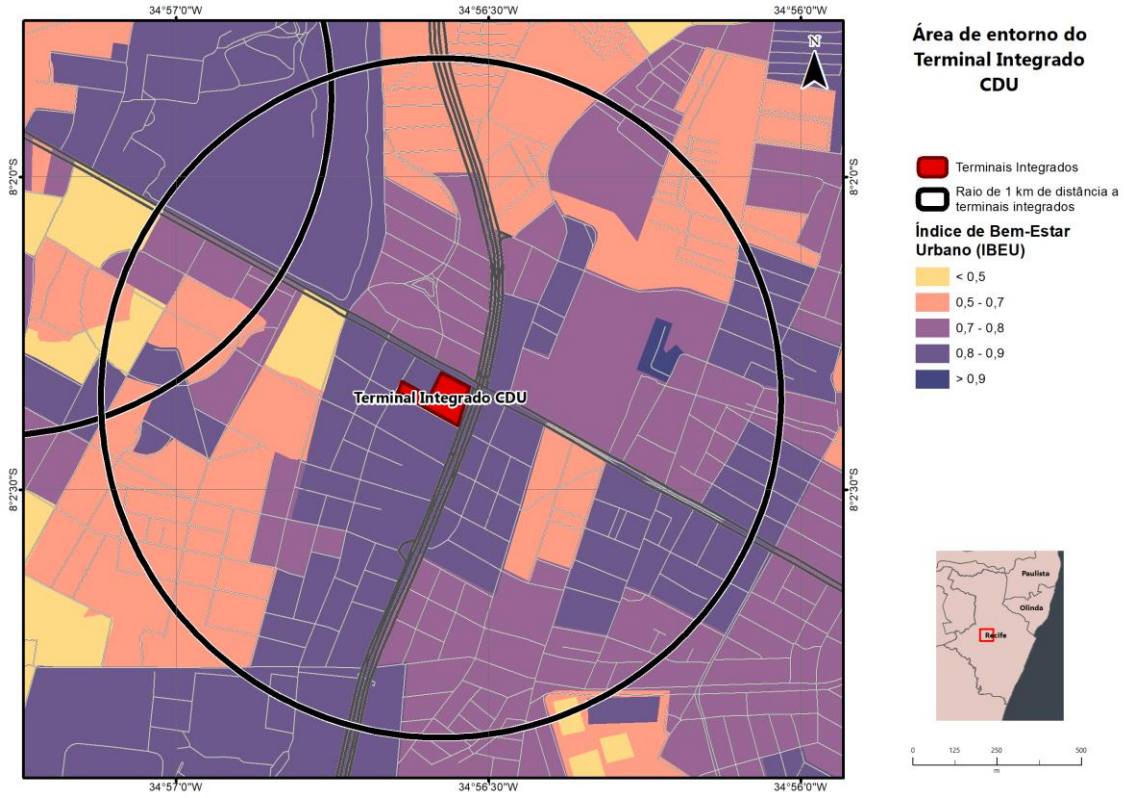 34°57'0"W
34°56'30"W
34°56'0"W
8°2'0"S
8°2'0"S
8°2'30"S
8°2'30"S
34°57'0"W
34°56'30"W
34°56'0"W
Terminal Integrado CDU
N
Área de entorno do
Terminal Integrado
CDU
Terminais Integrados
Raio de 1 km de distância a
terminais integrados
Índice de Bem-Estar
Urbano (IBEU)
< 0,5
0,5 - 0,7
0,7 - 0,8
0,8 - 0,9
> 0,9
Paulista
Olinda
Recife
0 125 250 500
m